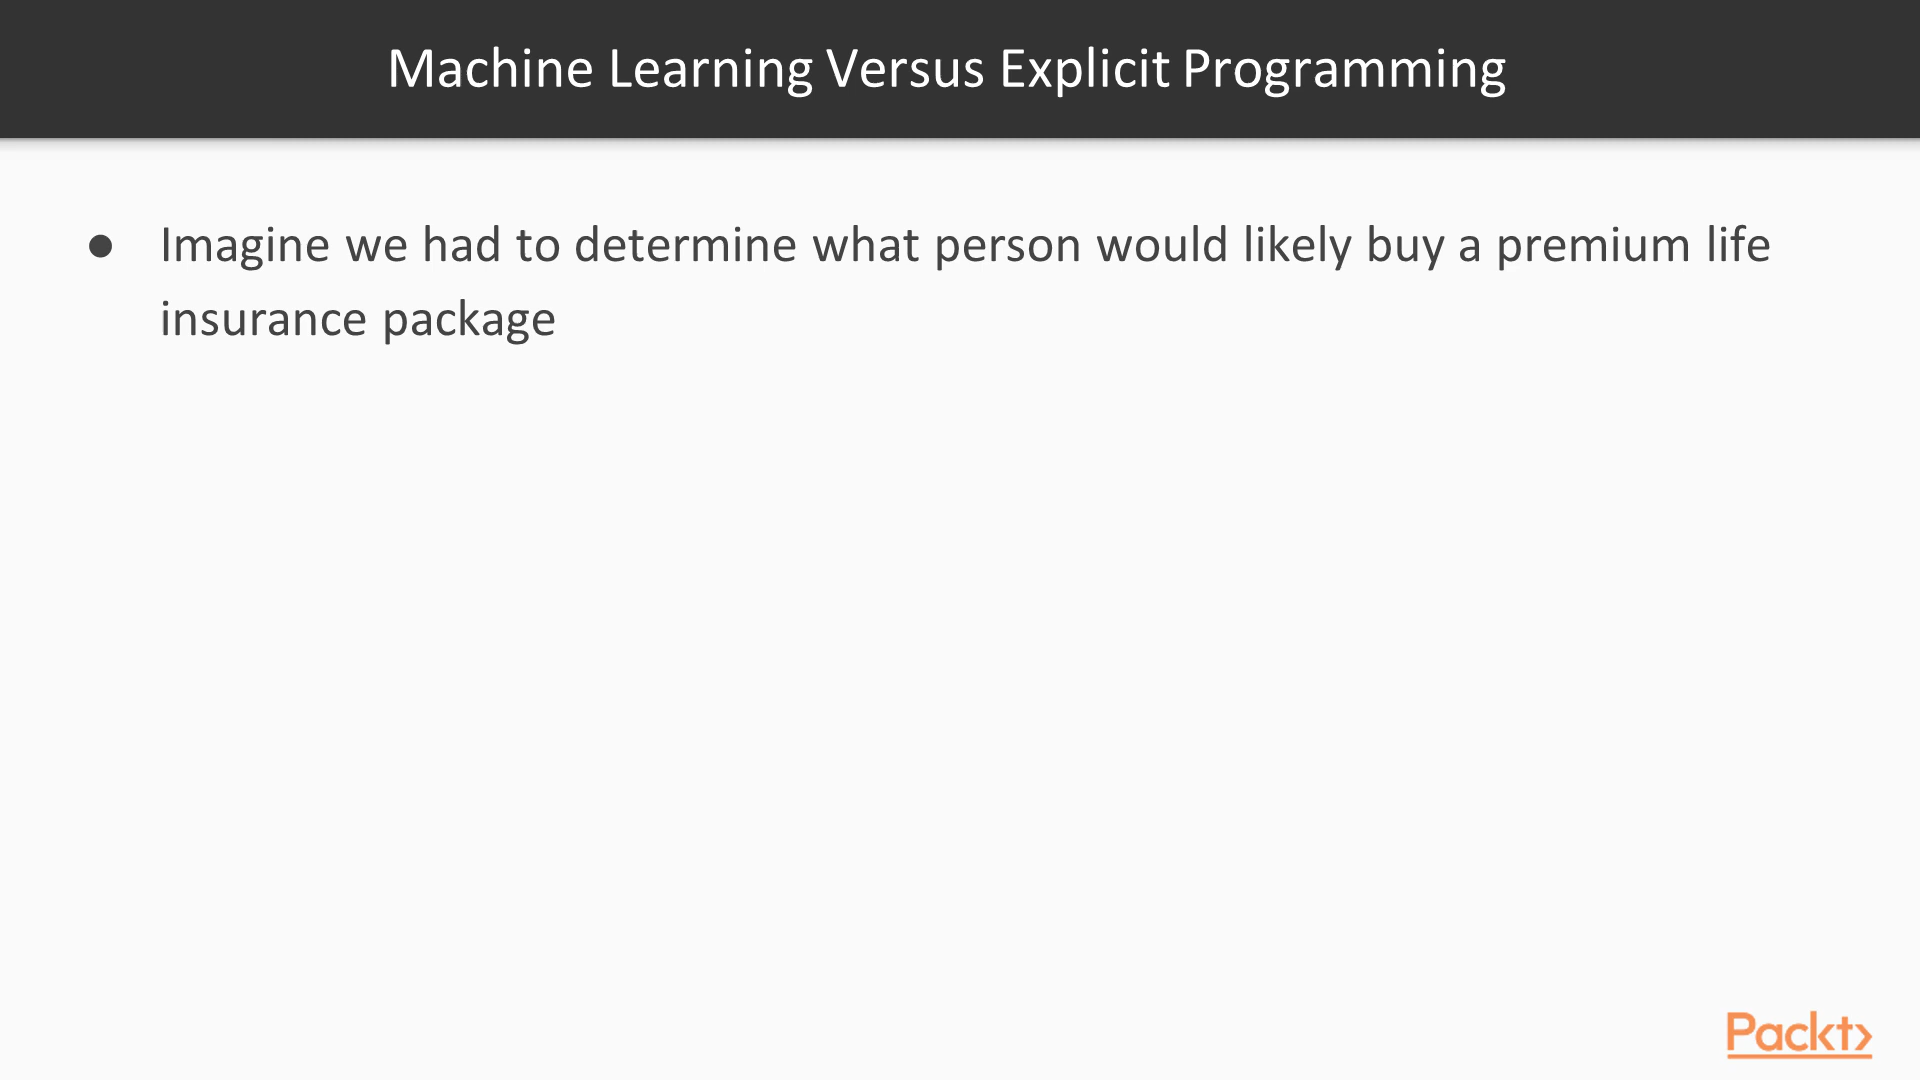 Machine Learning Versus Explicit Programming
● Imagine we had to determine what person would likely buy a premium life
insurance package
Packt>